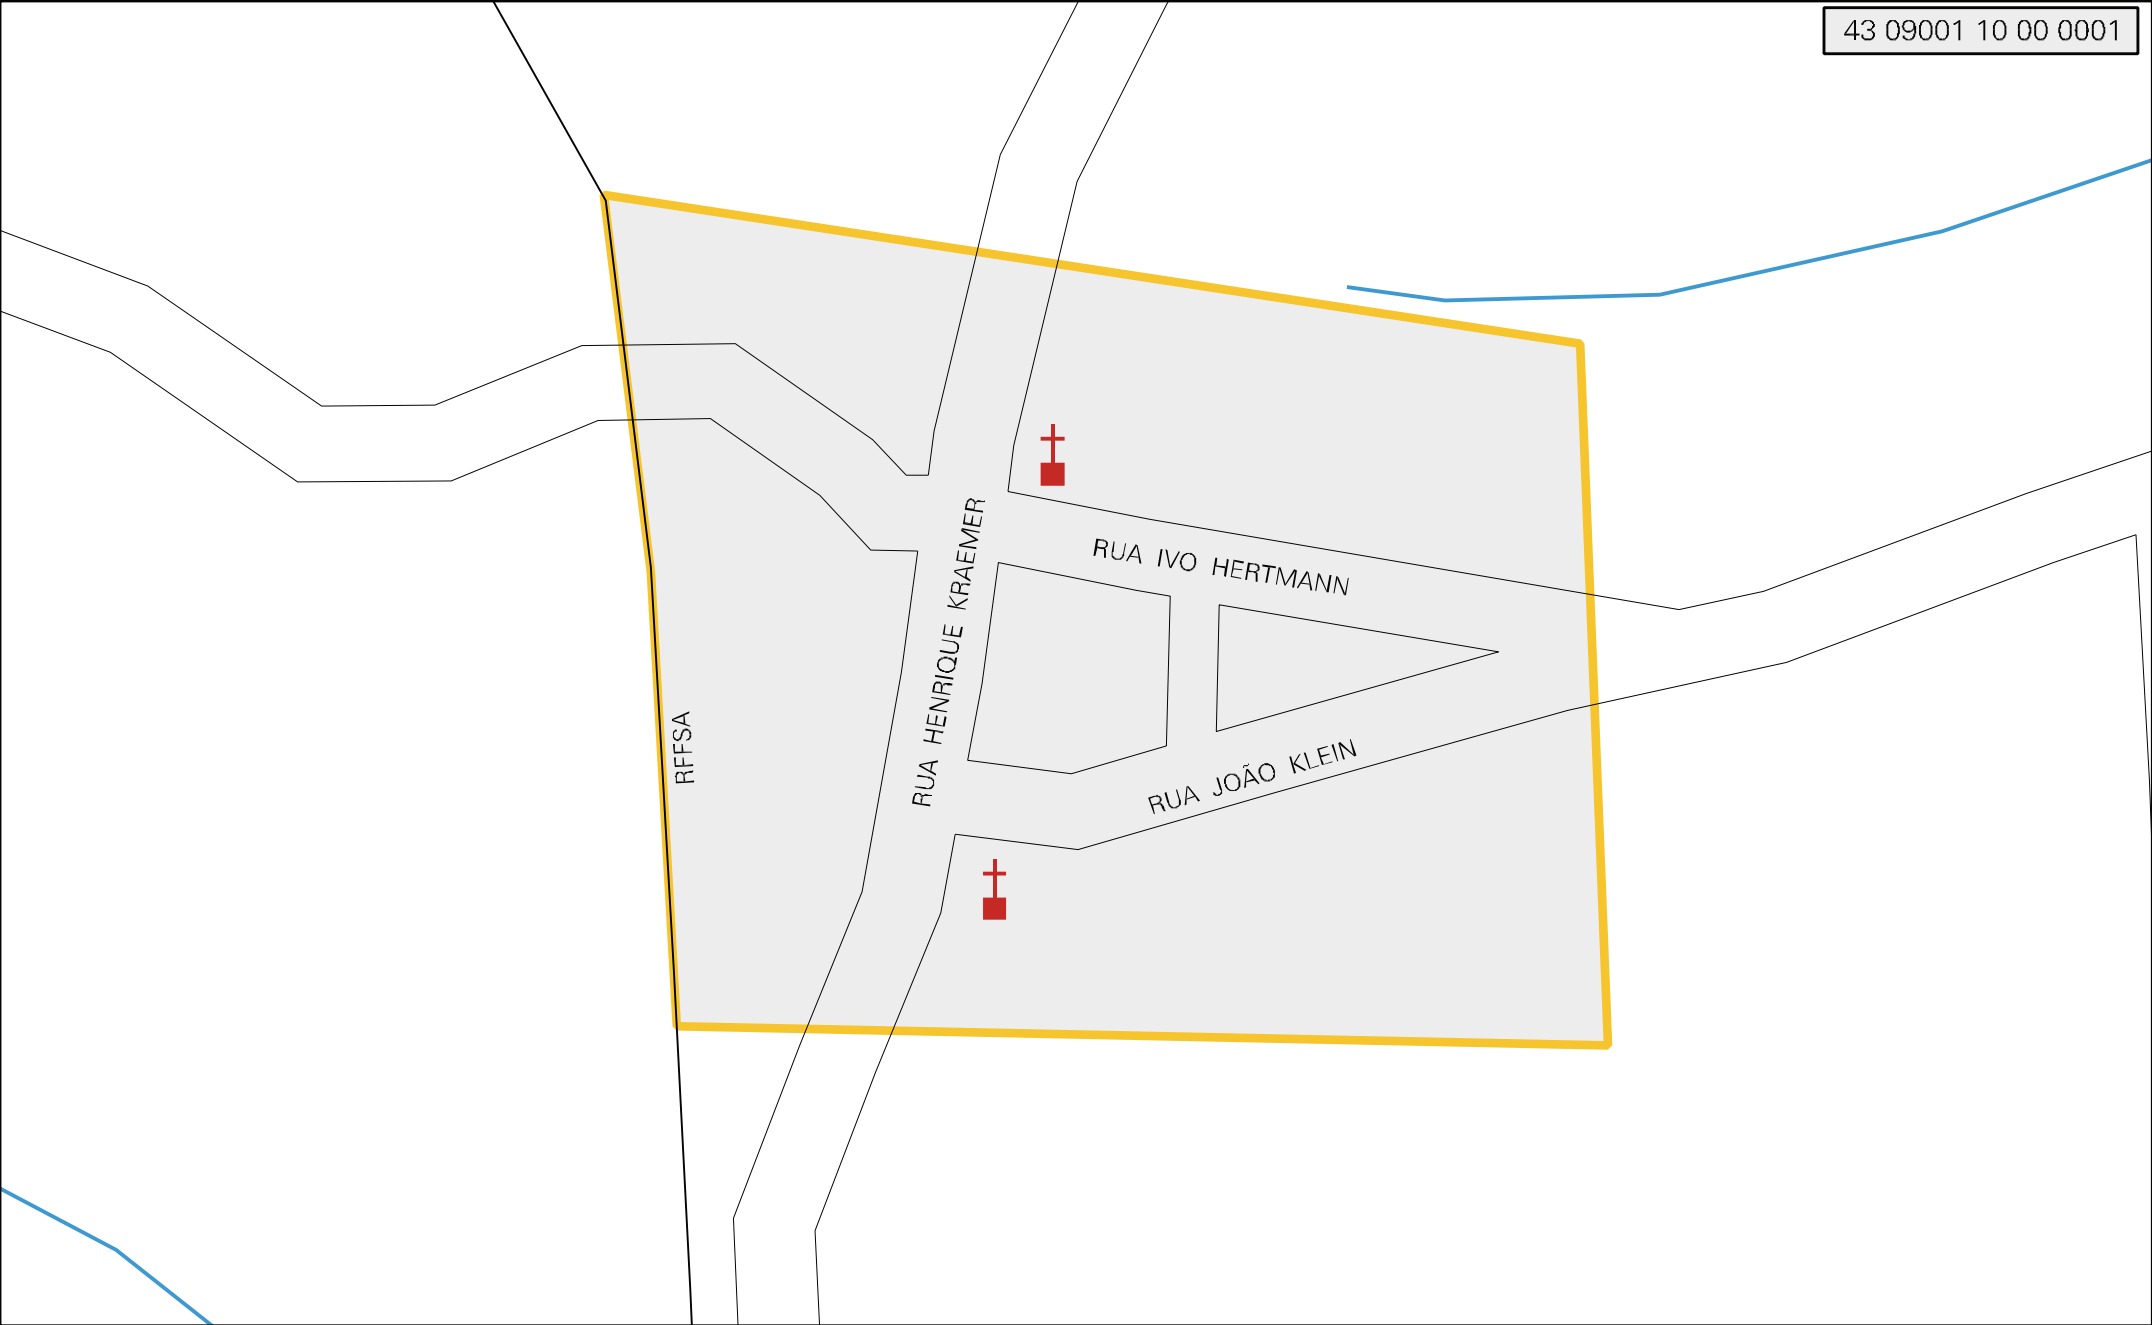 43 09001 10 00 0001
RUA HENRIQUE KRAEMER
RUA IVO HERTMANN
RFFSA
RUA JOÃO KLEIN